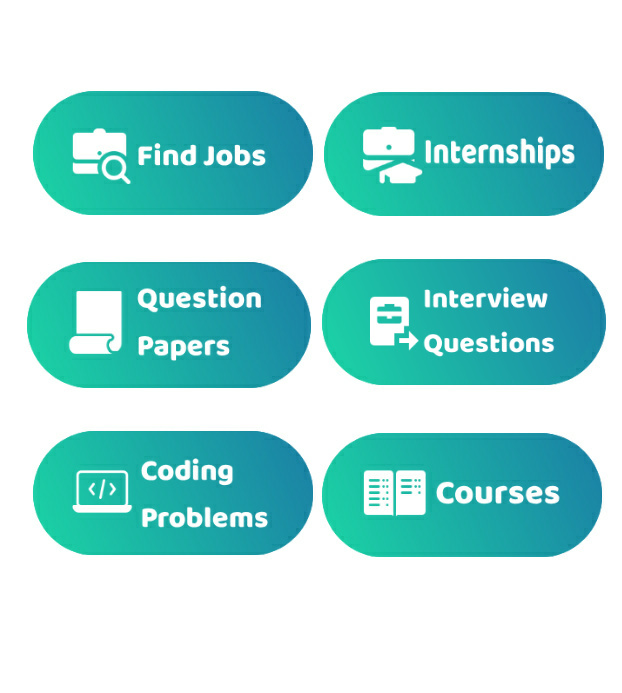 Find Jobs
Internships
Question
Papers
Interview
Questions
Coding
Problems
Courses